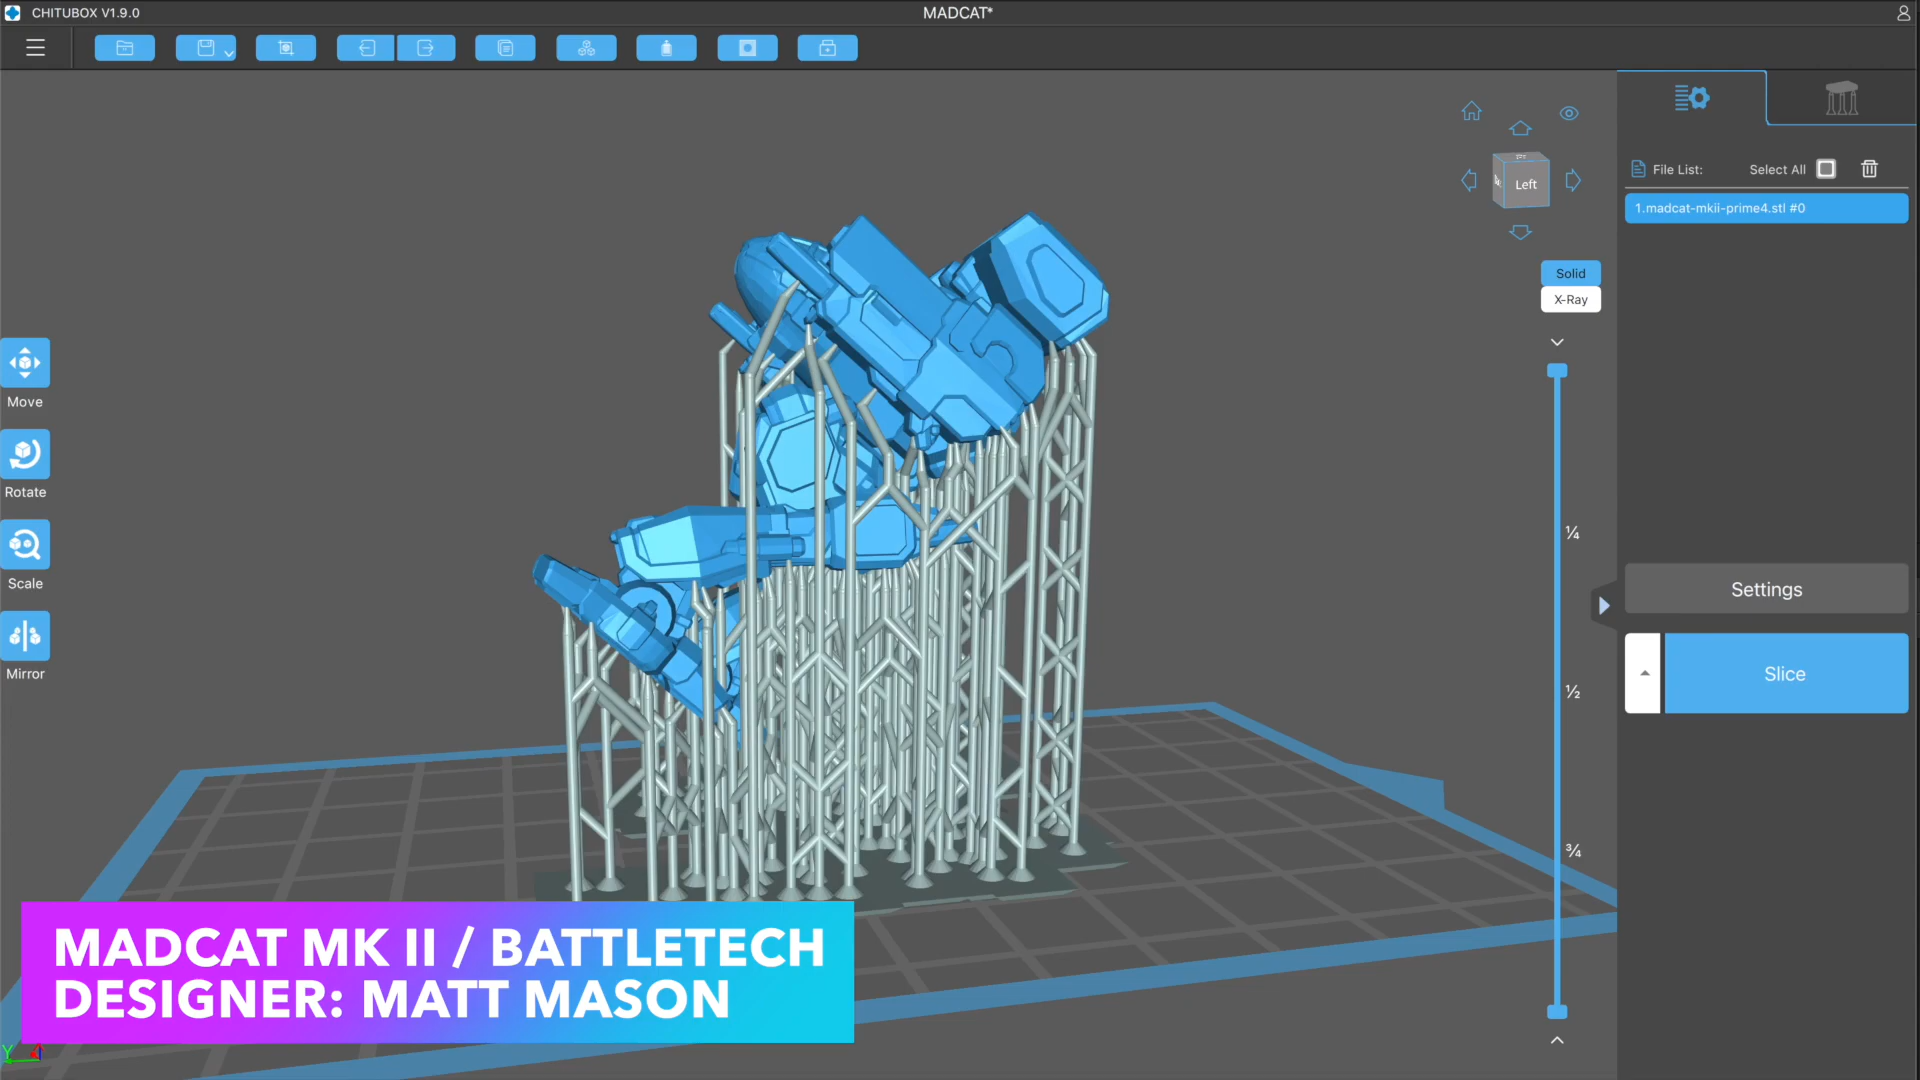 CHITUBOX V1.9.0
MADCAT*
File List:
Select All
1.madcat-mkii-prime4.stl #0
Left
Solid
X-Ray
Move
Rotate
Scale
Mirror
¼
½
¾
Settings
Slice
MADCAT MK II / BATTLETECH
DESIGNER: MATT MASON
Y